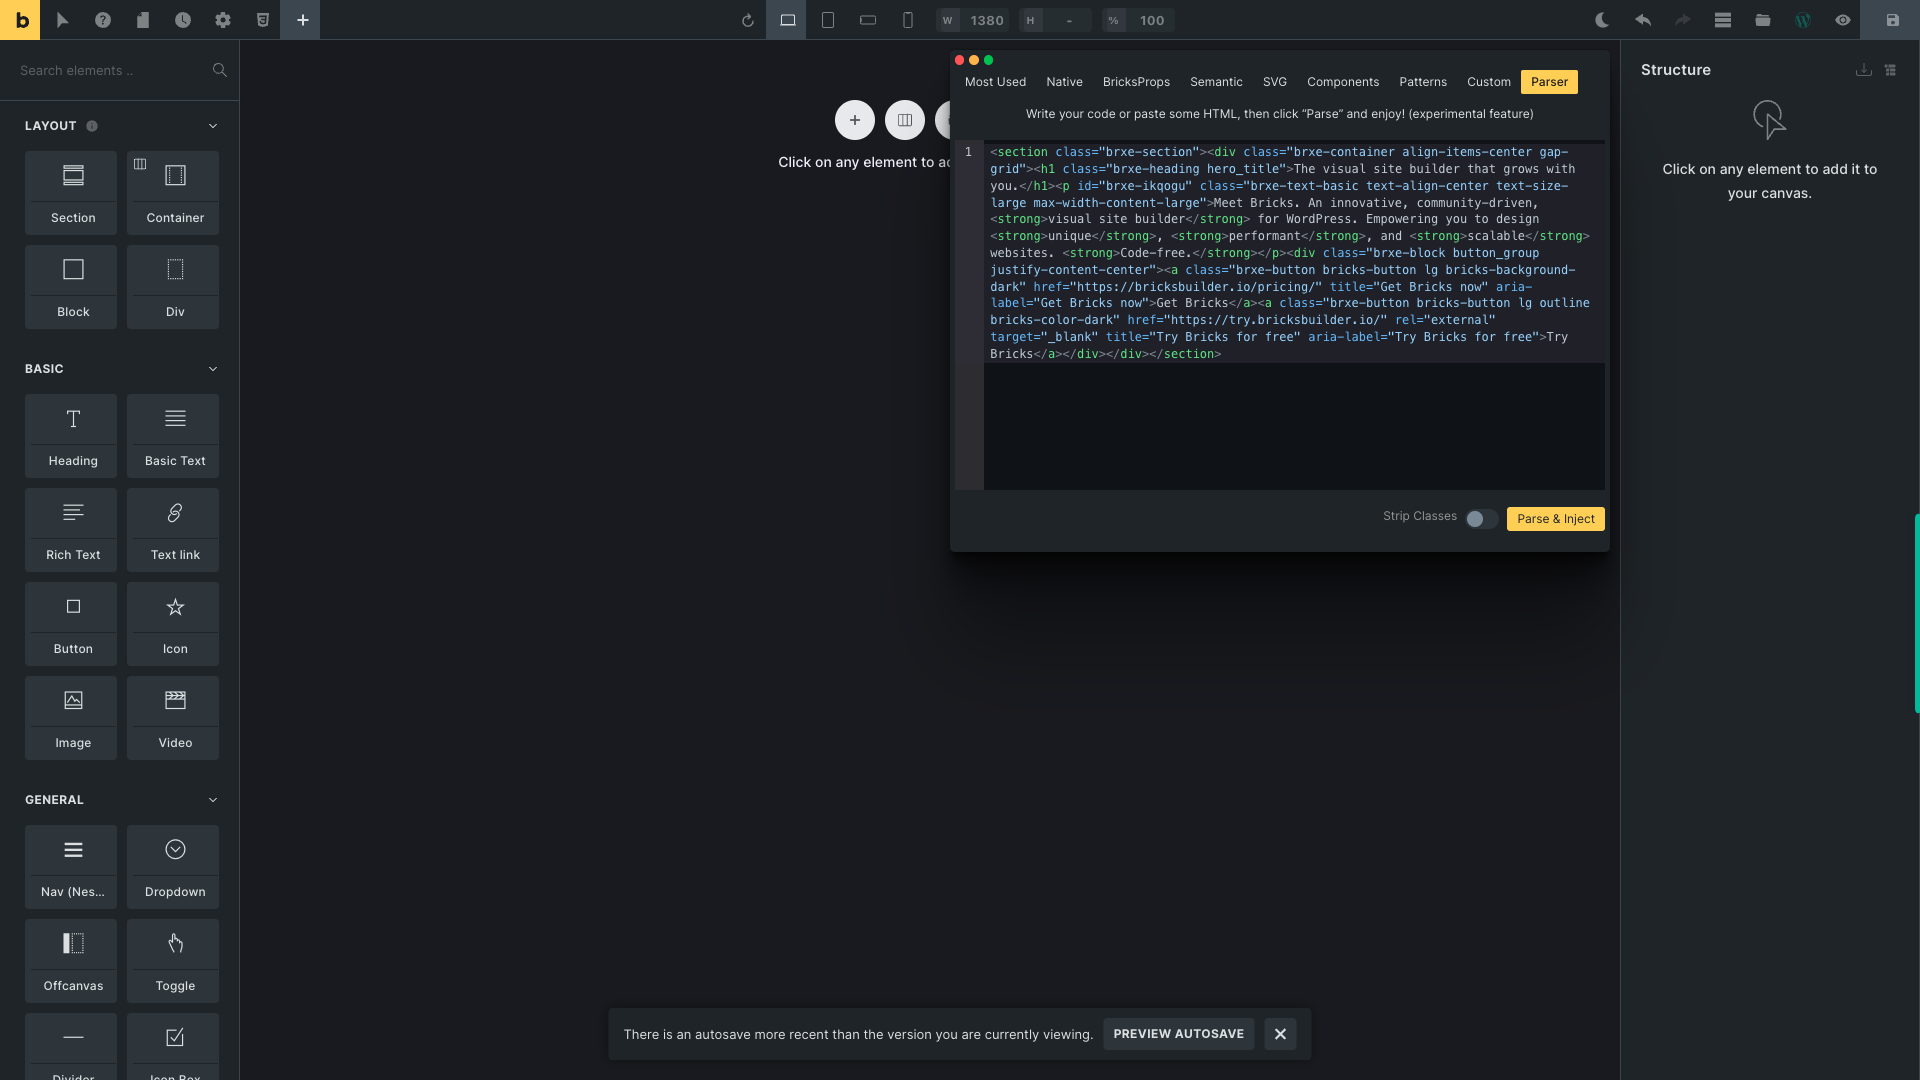 b
W 1380 H - % 100
Search elements ..
LAYOUT
Section
Container
Block
Div
BASIC
Heading
Basic Text
Rich Text
Text link
Button
Icon
Image
Video
GENERAL
Nav (Nes...
Dropdown
Offcanvas
Toggle
Divider
Icon Box
Click on any element to
Most Used Native BricksProps Semantic SVG Components Patterns Custom Parser
Write your code or paste some HTML, then click “Parse” and enjoy! (experimental feature)
1
<section class="brxe-section"><div class="brxe-container align-items-center gap-
grid"><h1 class="brxe-heading hero_title">The visual site builder that grows with
you.</h1><p id="brxe-ikqogu" class="brxe-text-basic text-align-center text-size-
large max-width-content-large">Meet Bricks. An innovative, community-driven,
<strong>visual site builder</strong> for WordPress. Empowering you to design
<strong>unique</strong>, <strong>performant</strong>, and <strong>scalable</strong>
websites. <strong>Code-free.</strong></p><div class="brxe-block button_group
justify-content-center"><a class="brxe-button bricks-button lg bricks-background-
dark" href="https://bricksbuilder.io/pricing/" title="Get Bricks now" aria-
label="Get Bricks now">Get Bricks</a><a class="brxe-button bricks-button lg outline
bricks-color-dark" href="https://try.bricksbuilder.io/" rel="external"
target="_blank" title="Try Bricks for free" aria-label="Try Bricks for free">Try
Bricks</a></div></div></section>
Strip Classes
Parse & Inject
Structure
Click on any element to add it to
your canvas.
There is an autosave more recent than the version you are currently viewing.
PREVIEW AUTOSAVE